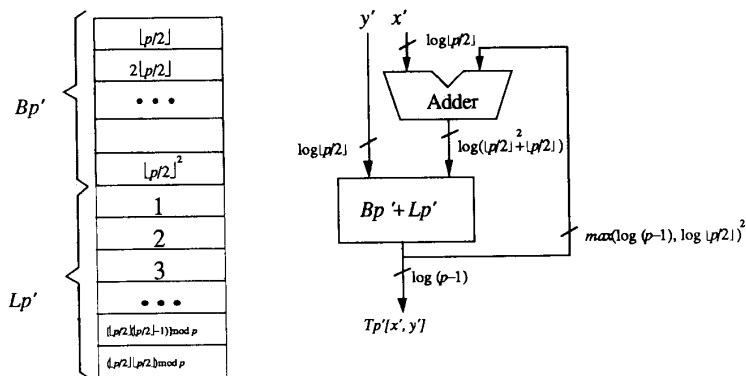 Bp'
⌊p/2⌋
2⌊p/2⌋
• • •
⌊p/2⌋²
Lp'
1
2
3
• • •
(⌊p/2⌋(⌊p/2⌋-1))mod p
(⌊p/2⌋⌊p/2⌋)mod p
y' x'
log⌊p/2⌋
Adder
log⌊p/2⌋
log(⌊p/2⌋²+⌊p/2⌋)
Bp'+Lp'
max(log (p-1), log ⌊p/2⌋)²
log (p-1)
Tp'[x', y']